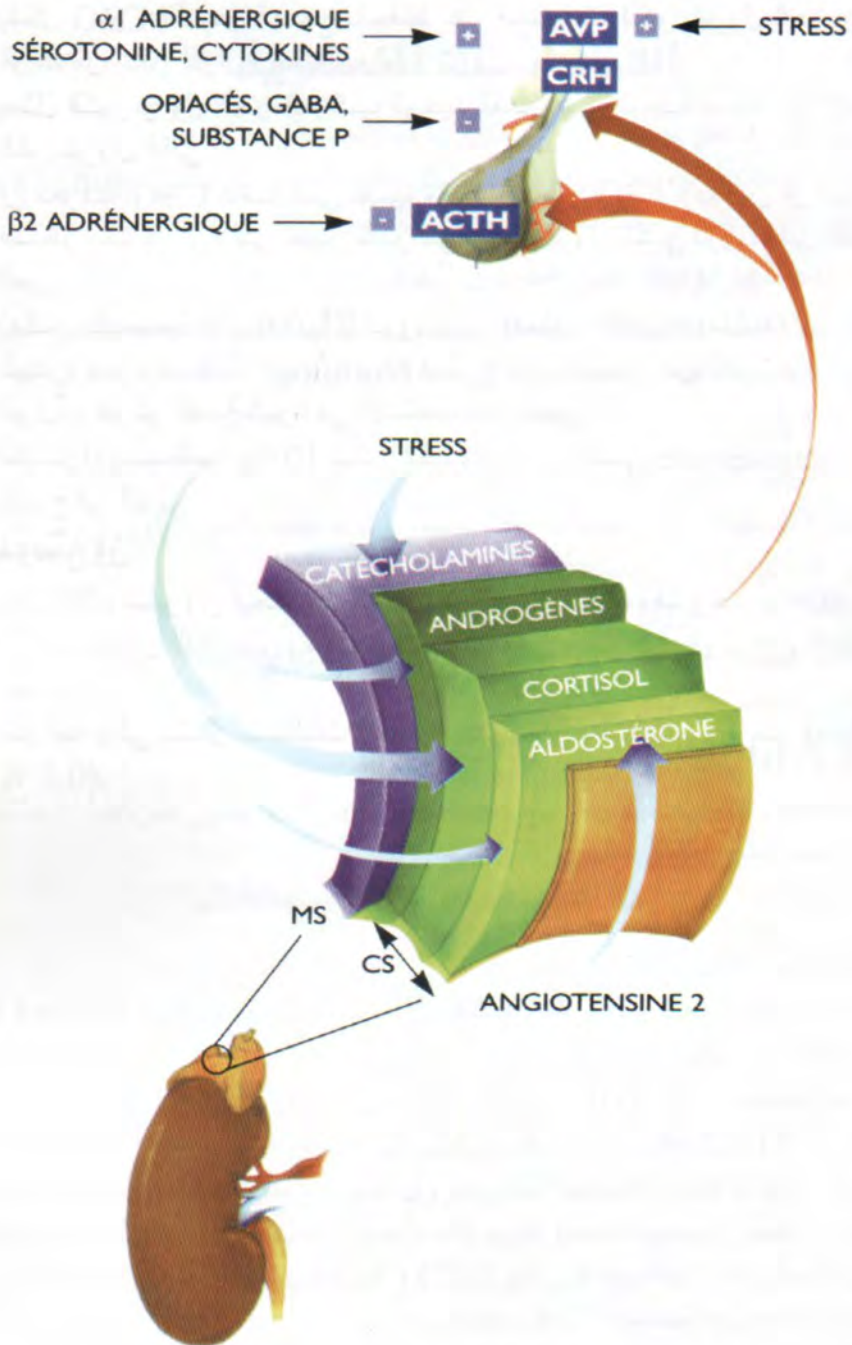 α1 ADRÉNERGIQUE
SÉROTONINE, CYTOKINES
+
AVP
+
STRESS
CRH
OPIACÉS, GABA,
SUBSTANCE P
-
β2 ADRÉNERGIQUE
-
ACTH
STRESS
CATÉCHOLAMINES
ANDROGÈNES
CORTISOL
ALDOSTÉRONE
MS
CS
ANGIOTENSINE 2